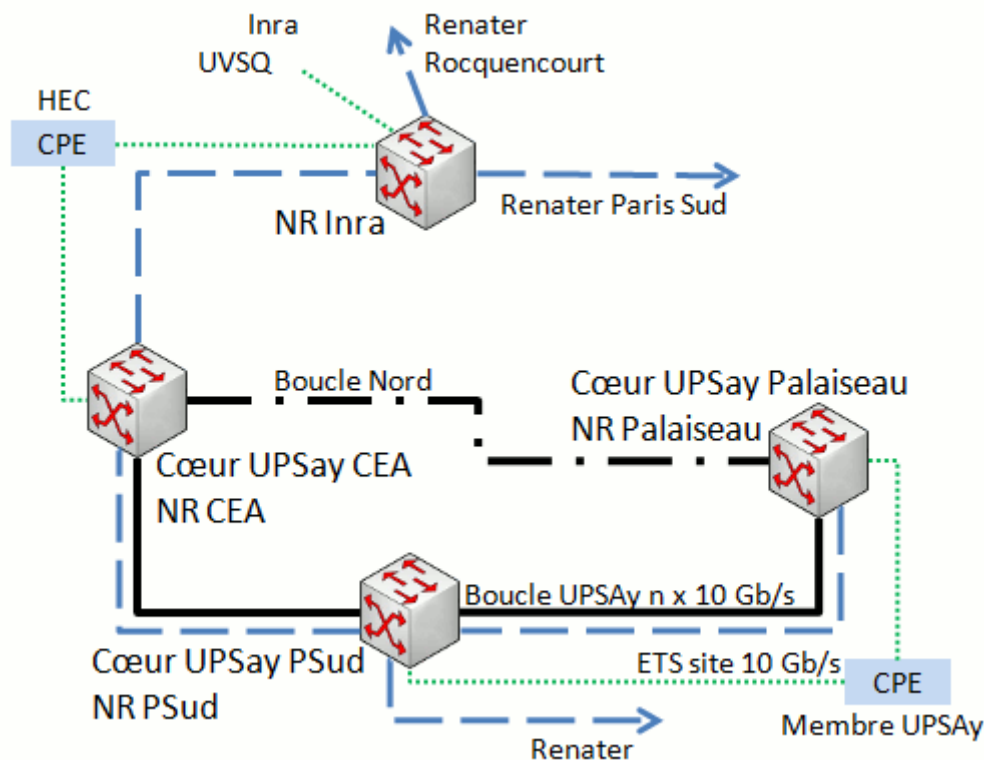 Inra
UVSQ
Renater
Rocquencourt
HEC
CPE
NR Inra
Renater Paris Sud
Boucle Nord
Cœur UPSay Palaiseau
NR Palaiseau
Cœur UPSay CEA
NR CEA
Boucle UPSAy n x 10 Gb/s
Cœur UPSay PSud
NR PSud
ETS site 10 Gb/s
CPE
Membre UPSAy
Renater